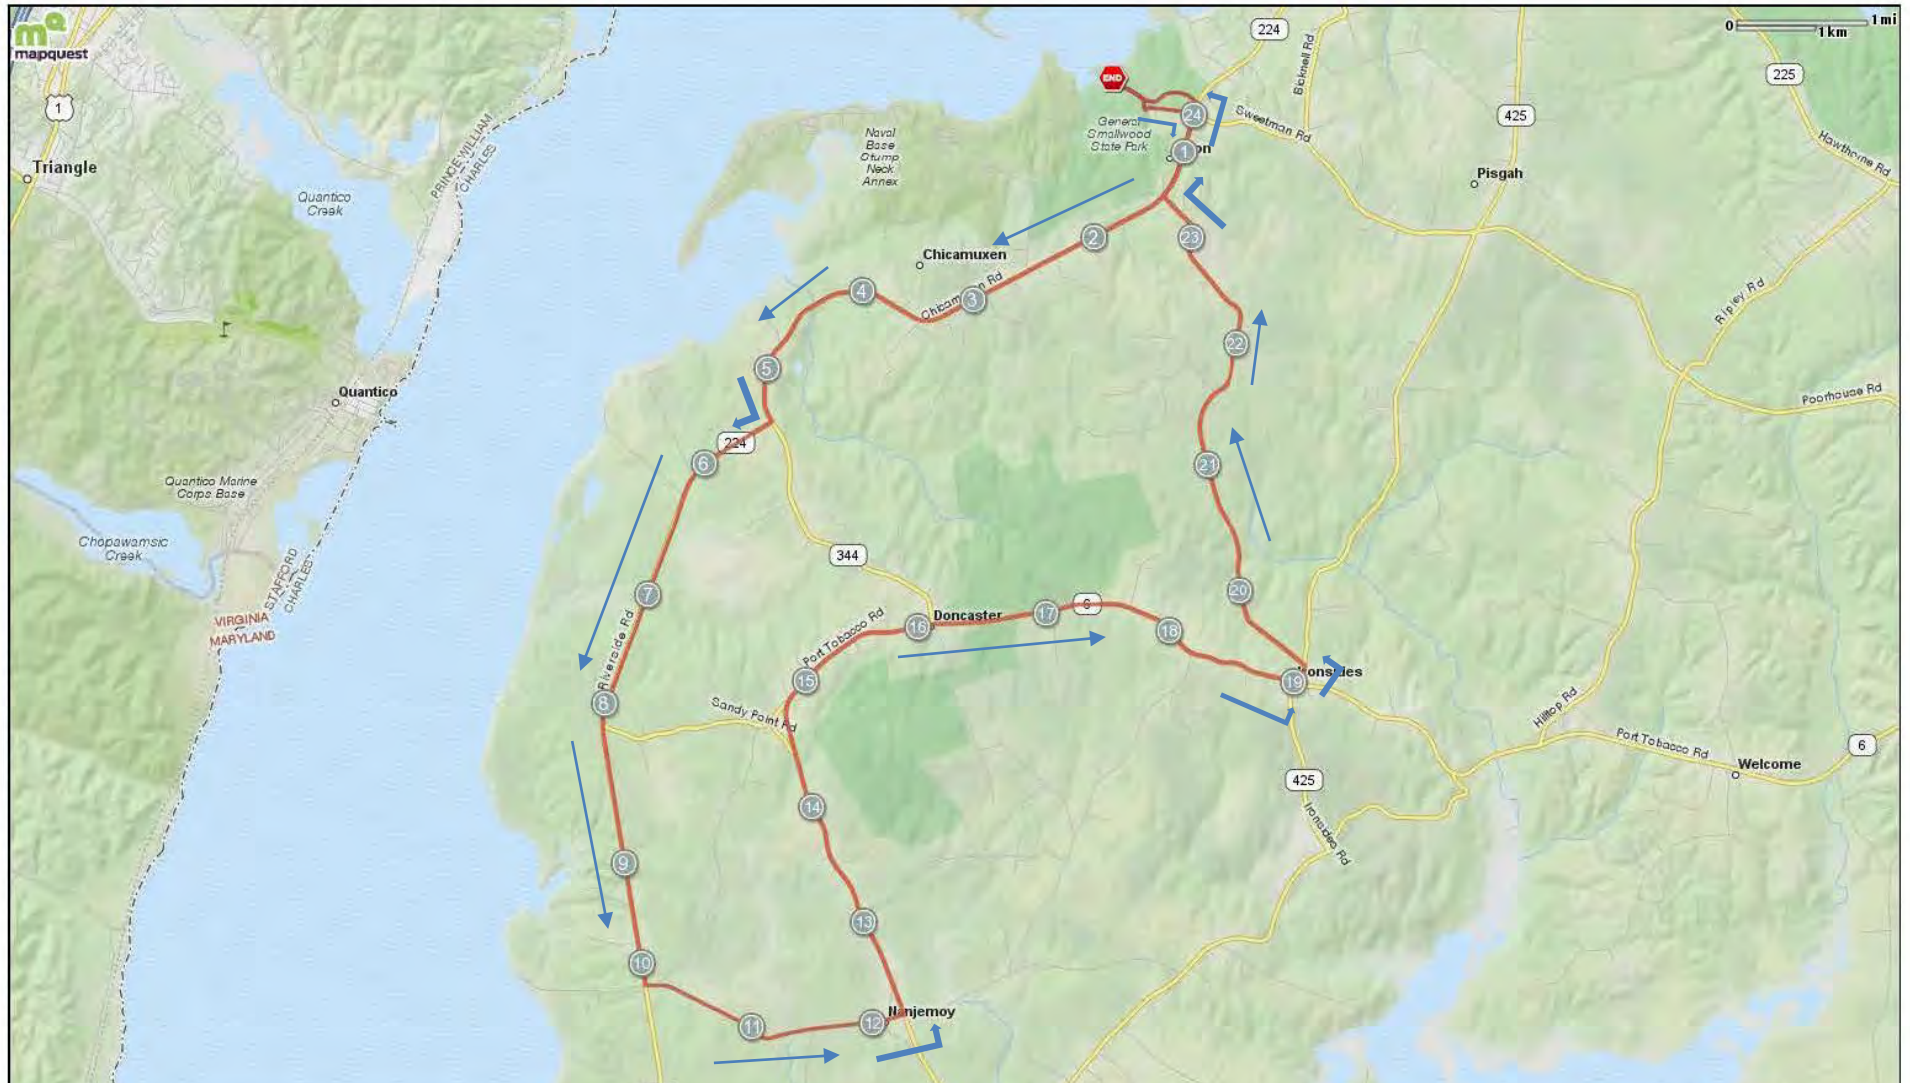 mapquest
0
1mi
1km
1
Triangle
PRINCE WILLIAM
CHARLES
Quantico
Creek
Quantico
Quantico Marine
Corps Base
Chopawamsic
Creek
STAFFORD
CHARLES
VIRGINIA
MARYLAND
Naval
Base
Stump
Neck
Annex
END
General
Smallwood
State Park
224
Bicknell Rd
Sweetman Rd
425
225
Hawthorne Rd
Pisgah
Ripley Rd
Poorhouse Rd
24
1
2
3
4
5
6
7
8
9
10
11
12
13
14
15
16
17
18
19
20
21
22
23
Chicamuxen
224
344
Riverside Rd
Sandy Point Rd
Port Tobacco Rd
Doncaster
6
Ironsides
425
Ironsides Rd
Hilltop Rd
Port Tobacco Rd
6
Welcome
Nanjemoy